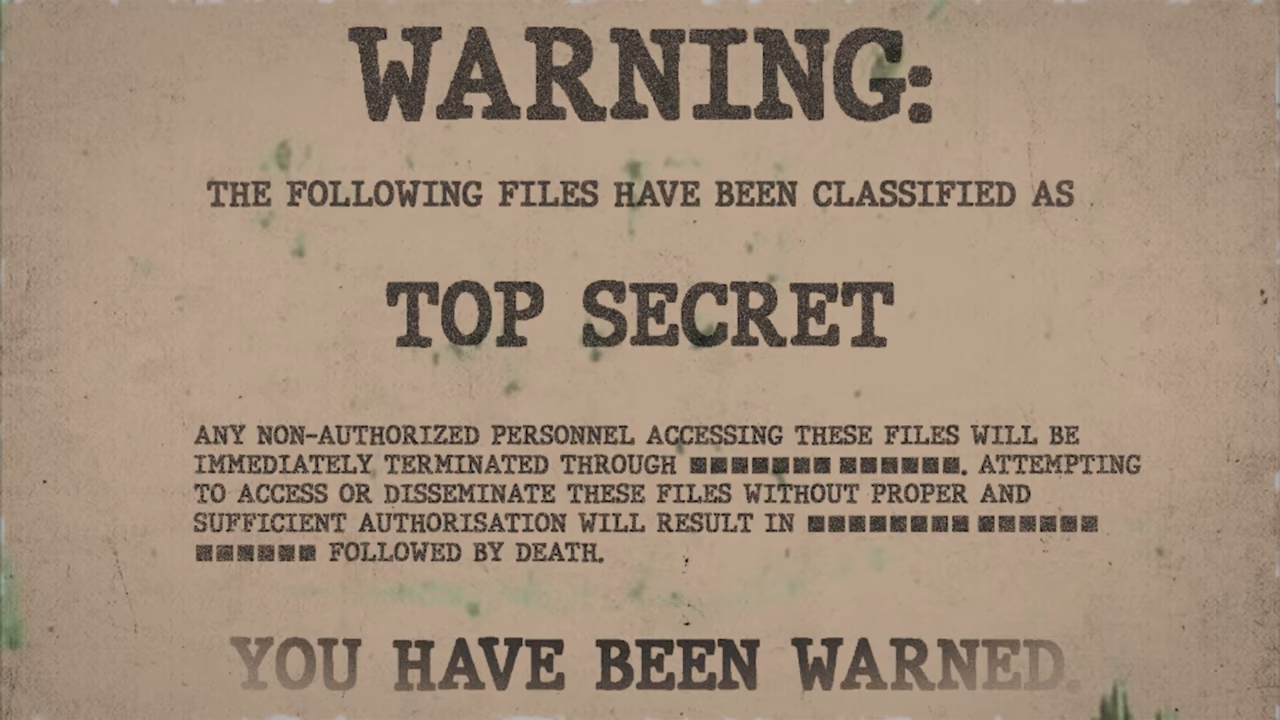 WARNING:
THE FOLLOWING FILES HAVE BEEN CLASSIFIED AS
TOP SECRET
ANY NON-AUTHORIZED PERSONNEL ACCESSING THESE FILES WILL BE
IMMEDIATELY TERMINATED THROUGH ■■■■■■■ ■■■■■■. ATTEMPTING
TO ACCESS OR DISSEMINATE THESE FILES WITHOUT PROPER AND
SUFFICIENT AUTHORISATION WILL RESULT IN ■■■■■■■■ ■■■■■■
■■■■■■ FOLLOWED BY DEATH.
YOU HAVE BEEN WARNED.